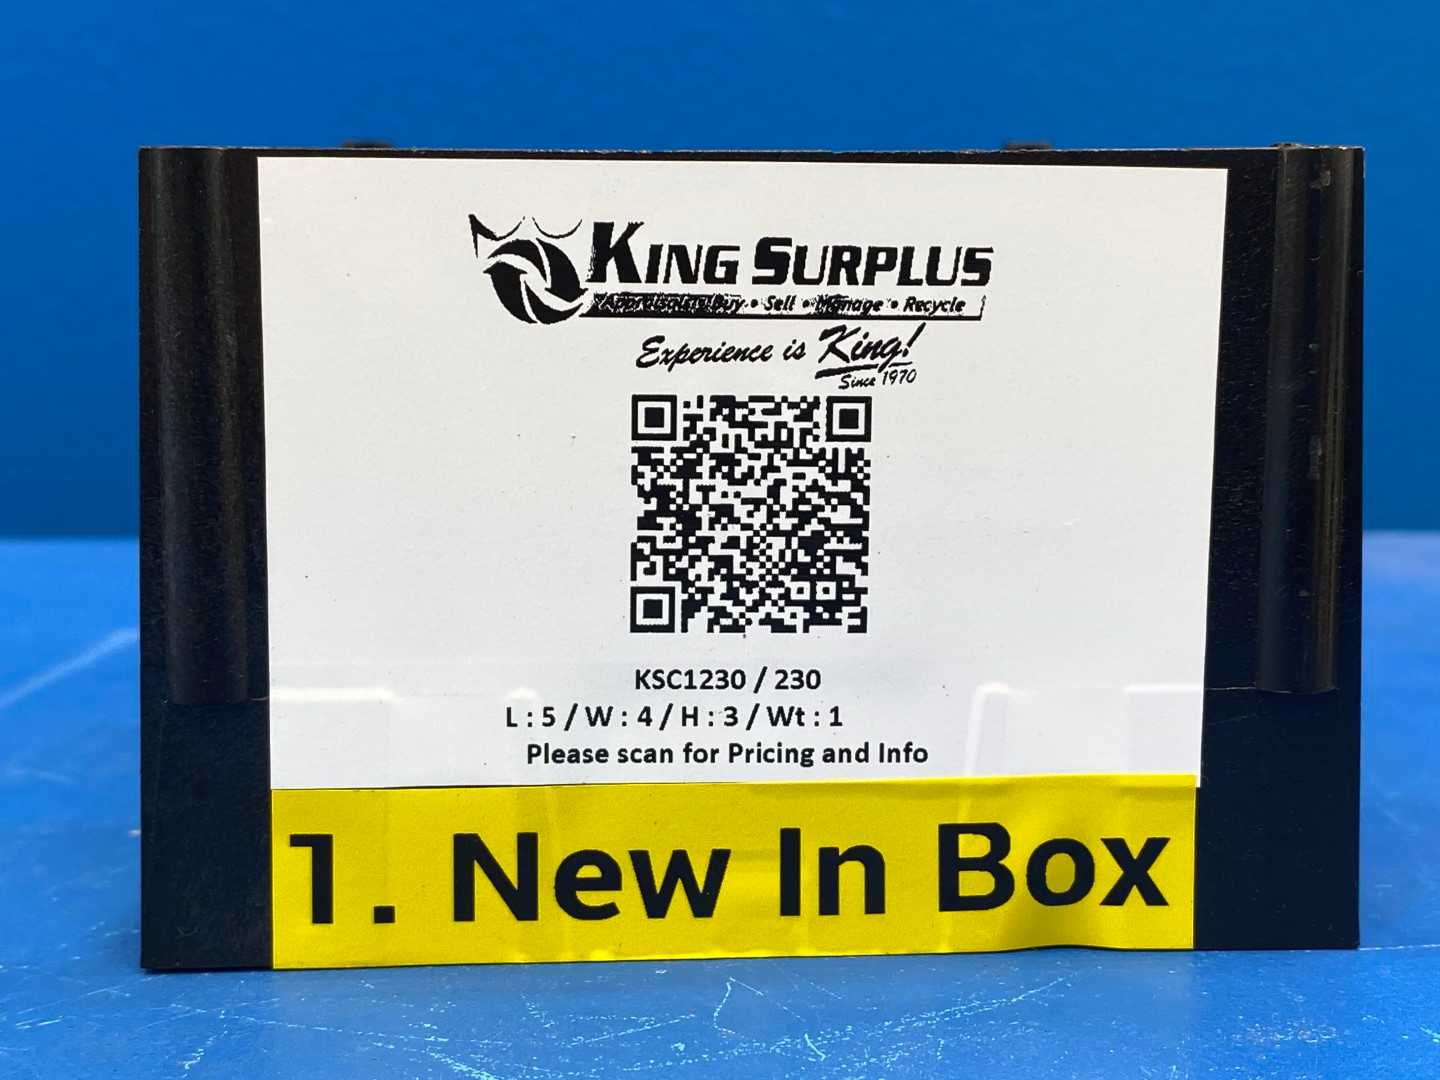 KING SURPLUS
Appraisals • Buy • Sell • Manage • Recycle
Experience is King!
Since 1970
KSC1230 / 230
L : 5 / W : 4 / H : 3 / Wt : 1
Please scan for Pricing and Info
1. New In Box